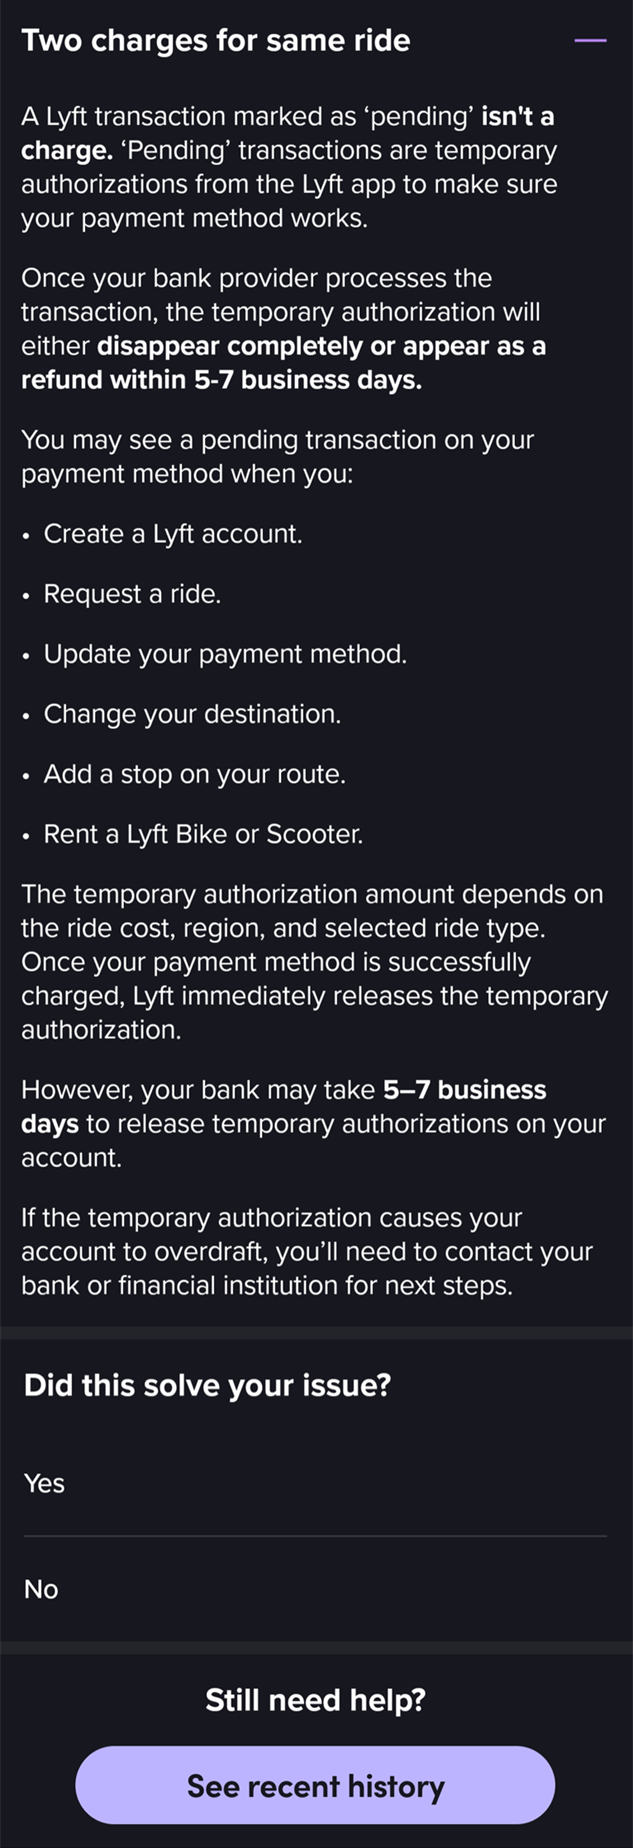 Two charges for same ride
A Lyft transaction marked as ‘pending’ isn't a
charge. ‘Pending’ transactions are temporary
authorizations from the Lyft app to make sure
your payment method works.
Once your bank provider processes the
transaction, the temporary authorization will
either disappear completely or appear as a
refund within 5-7 business days.
You may see a pending transaction on your
payment method when you:
• Create a Lyft account.
• Request a ride.
• Update your payment method.
• Change your destination.
• Add a stop on your route.
• Rent a Lyft Bike or Scooter.
The temporary authorization amount depends on
the ride cost, region, and selected ride type.
Once your payment method is successfully
charged, Lyft immediately releases the temporary
authorization.
However, your bank may take 5–7 business
days to release temporary authorizations on your
account.
If the temporary authorization causes your
account to overdraft, you’ll need to contact your
bank or financial institution for next steps.
Did this solve your issue?
Yes
No
Still need help?
See recent history